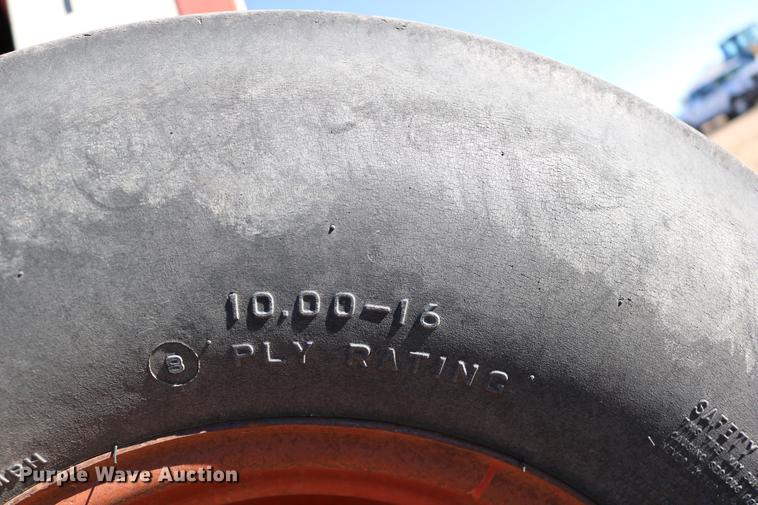 10.00-16
8 PLY RATING
SAFETY
Purple Wave Auction